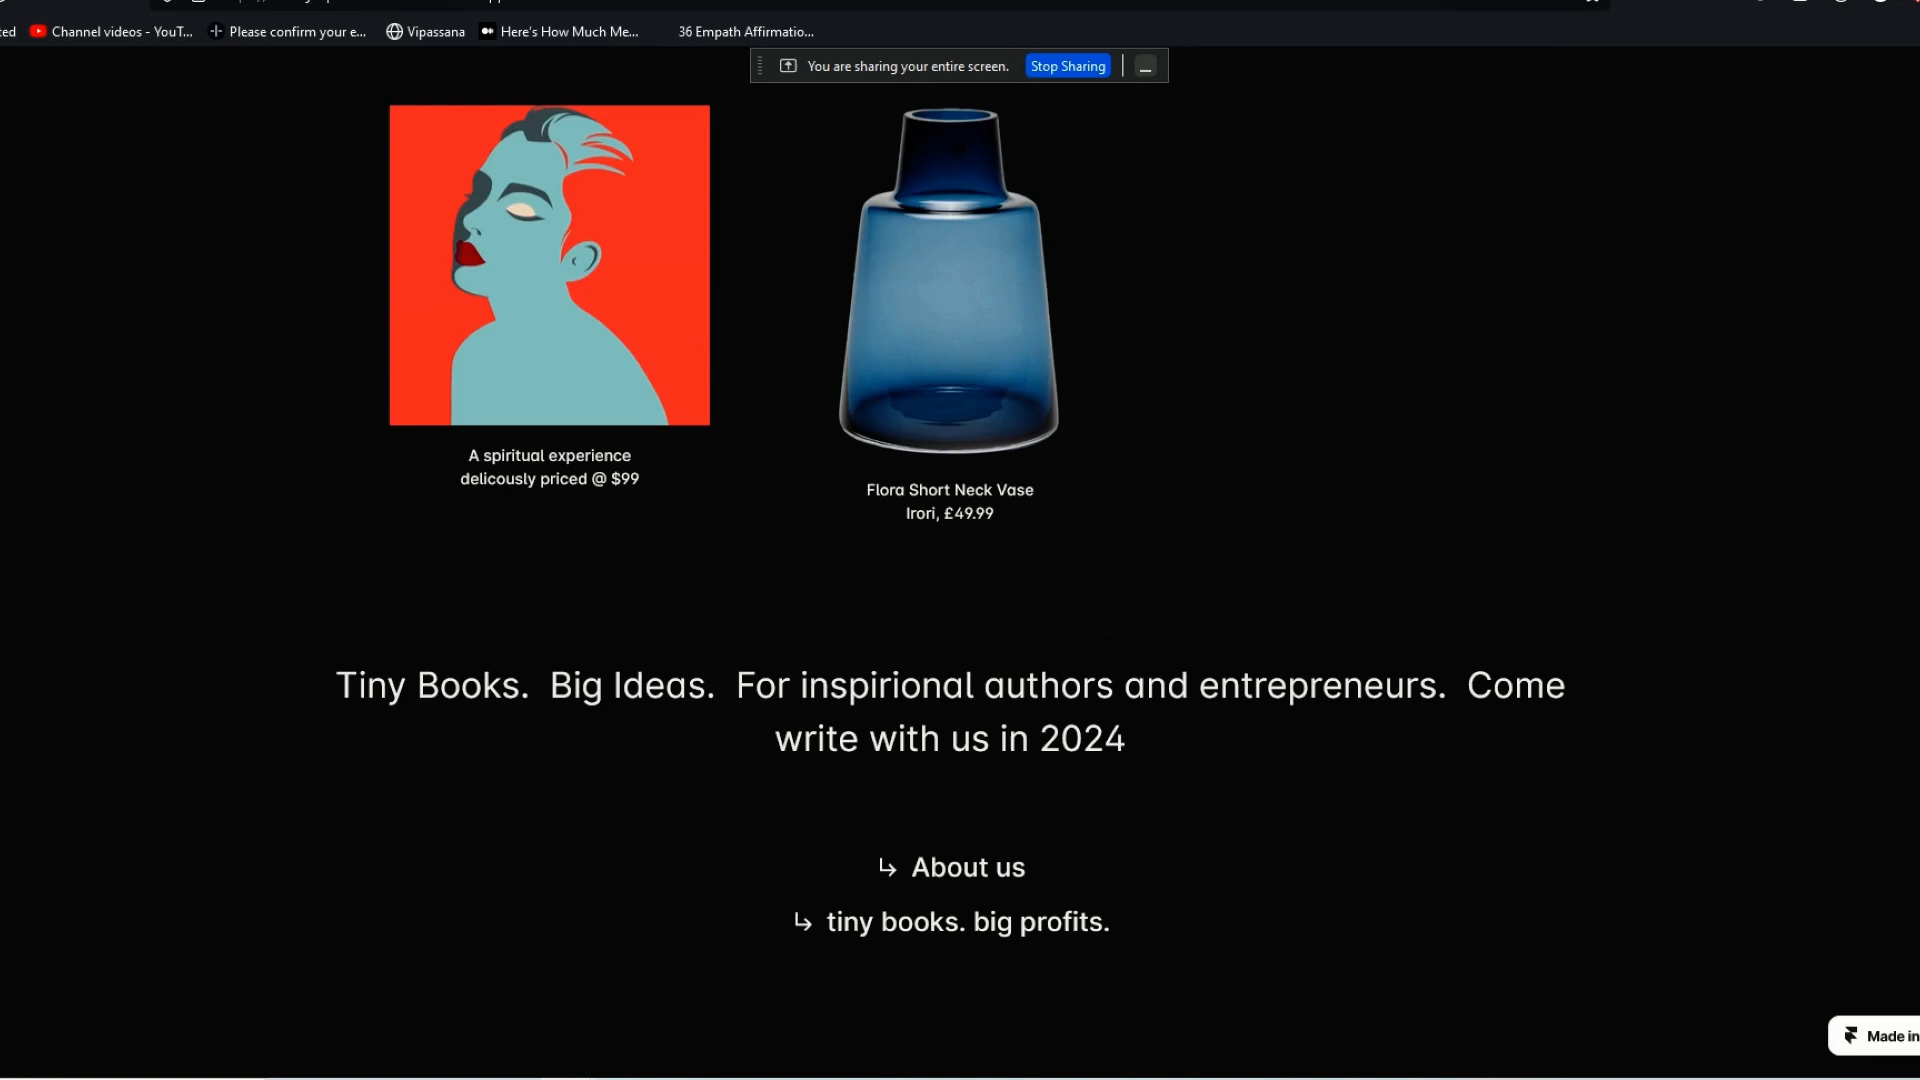 Channel videos - YouT...
Please confirm your e...
Vipassana
Here's How Much Me...
36 Empath Affirmatio...
You are sharing your entire screen.
Stop Sharing
A spiritual experience
delicously priced @ $99
Flora Short Neck Vase
Irori, £49.99
Tiny Books. Big Ideas. For inspirional authors and entrepreneurs. Come
write with us in 2024
↳ About us
↳ tiny books. big profits.
Made in